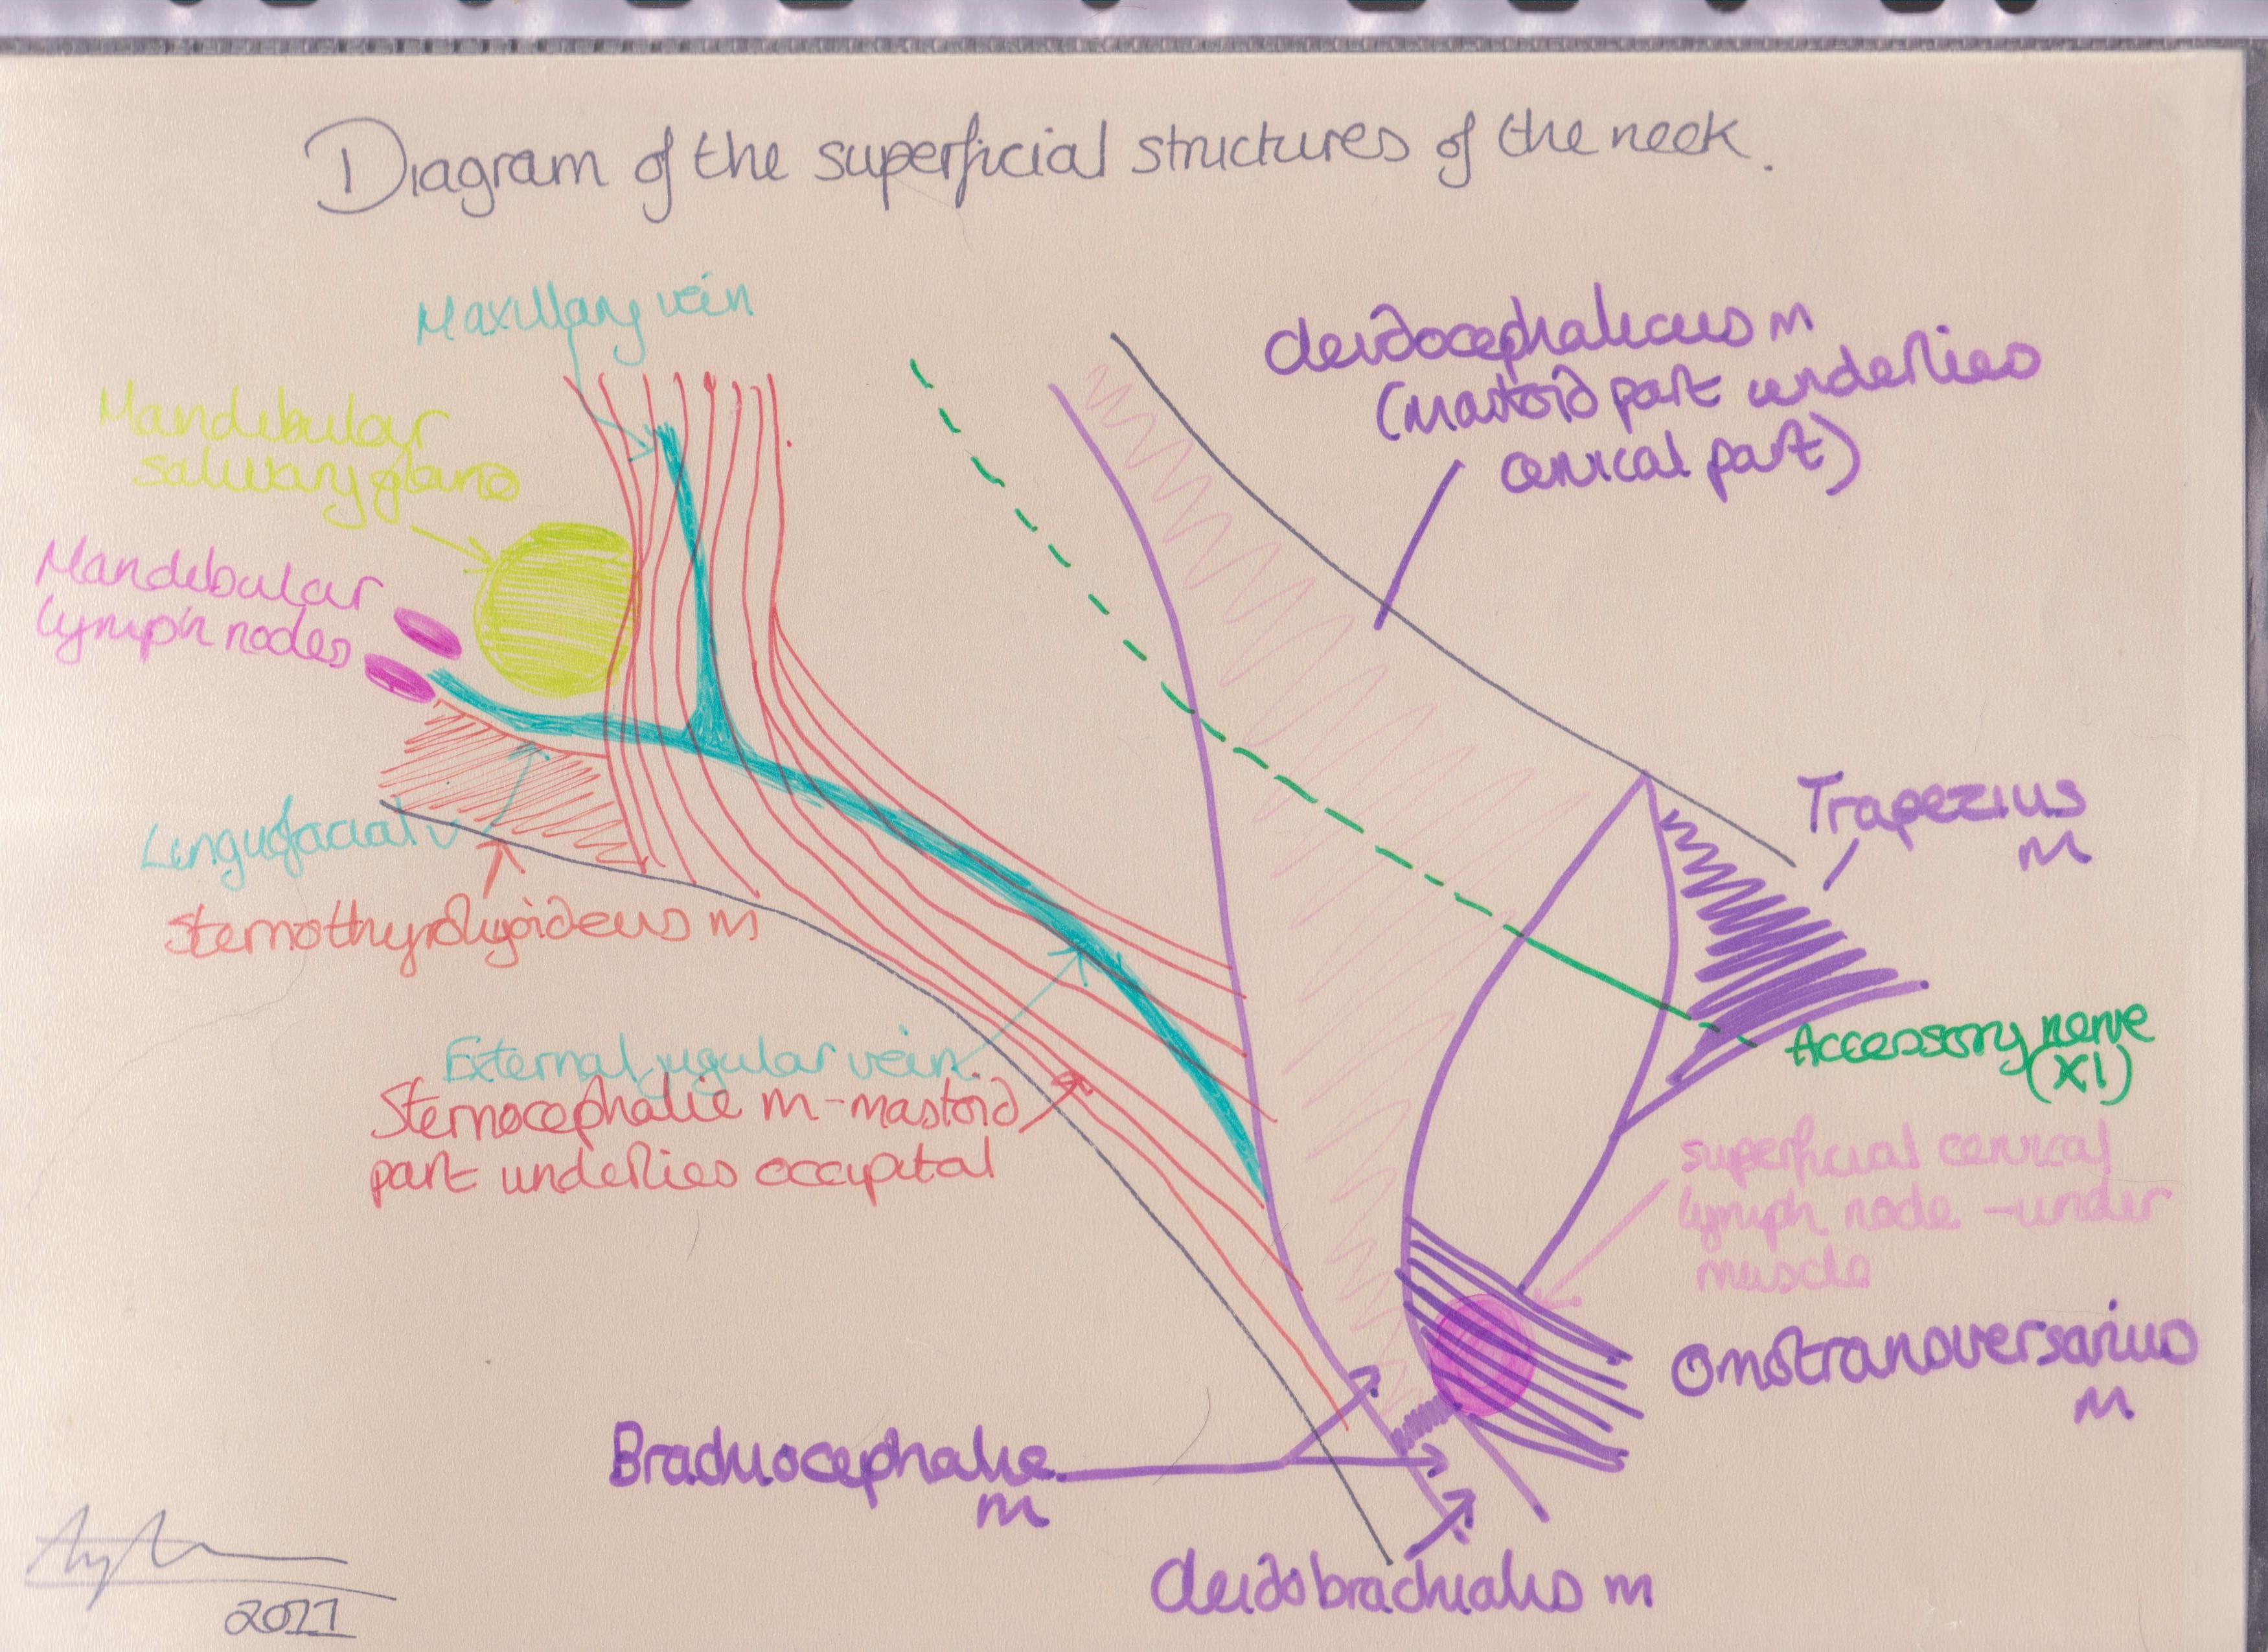 Diagram of the superficial structures of the neck.
Maxillary vein
Mandibular
salivary gland
Mandibular
lymph nodes
Linguofacial v
Sternothyrohyoideus m
External jugular vein
Sternocephalic m - mastoid
part underlies occipital
Cleidocephalicus m
(mastoid part underlies
cervical part)
Trapezius
m
Accessory nerve
(XI)
superficial cervical
lymph node - under
muscle
Omotransversarius
m
Brachiocephalic
m
Cleidobrachialis m
2011